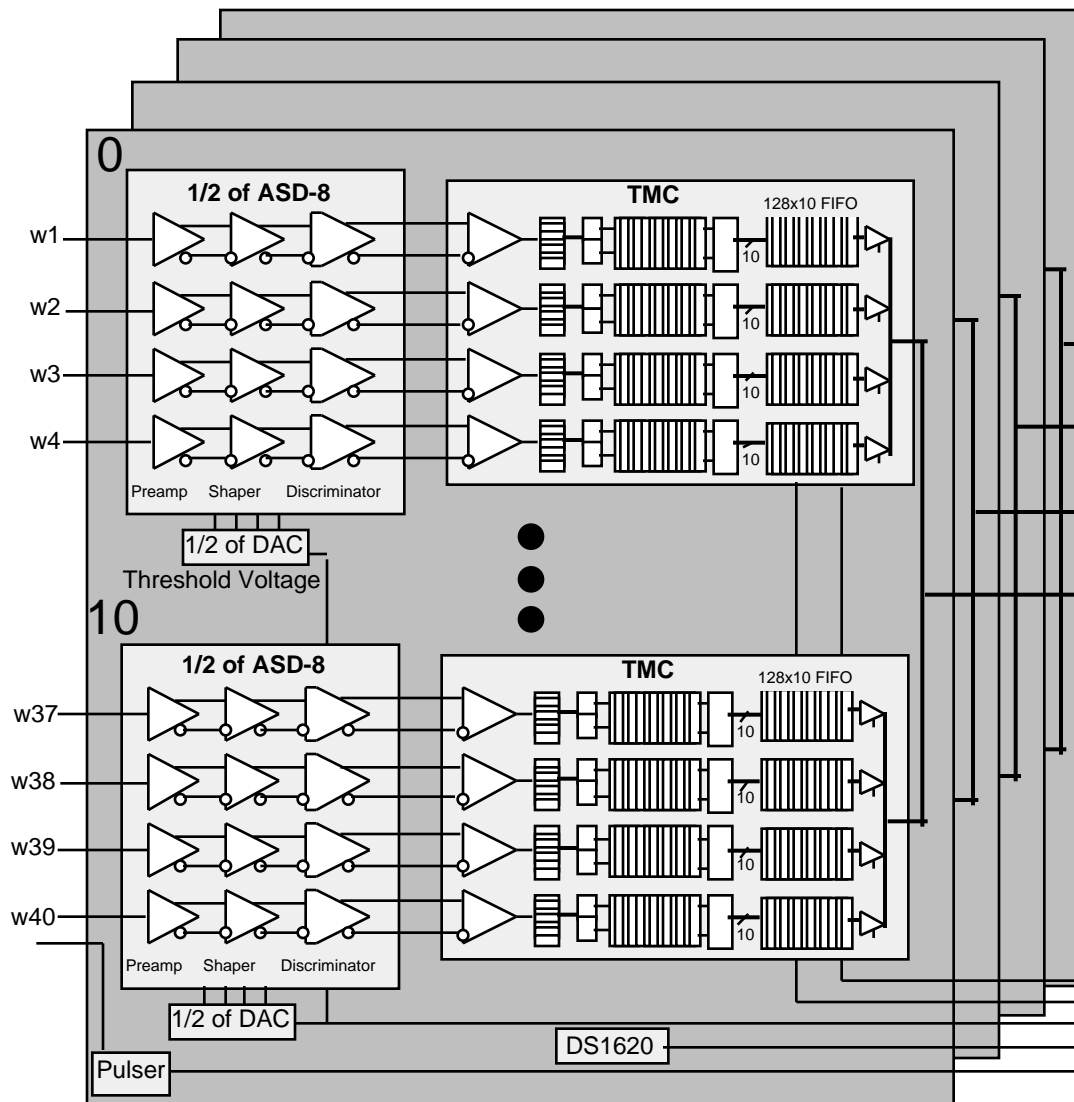 0
1/2 of ASD-8
TMC
128x10 FIFO
w1
10
w2
10
w3
10
w4
10
Preamp Shaper Discriminator
1/2 of DAC
Threshold Voltage
10
1/2 of ASD-8
TMC
128x10 FIFO
w37
10
w38
10
w39
10
w40
10
Preamp Shaper Discriminator
1/2 of DAC
DS1620
Pulser